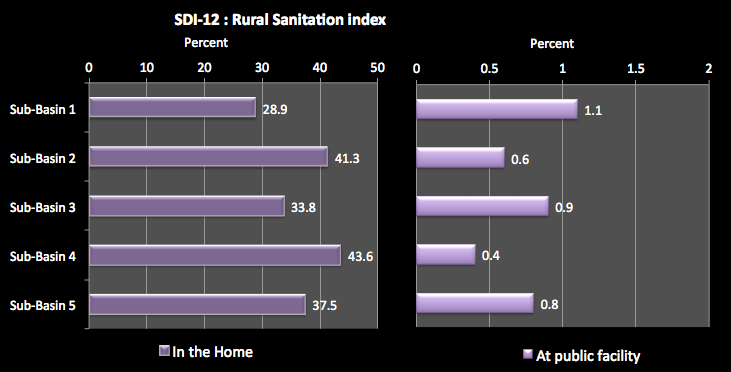 SDI-12 : Rural Sanitation index
Percent
0 10 20 30 40 50
Sub-Basin 1 28.9
Sub-Basin 2 41.3
Sub-Basin 3 33.8
Sub-Basin 4 43.6
Sub-Basin 5 37.5
In the Home
Percent
0 0.5 1 1.5 2
1.1
0.6
0.9
0.4
0.8
At public facility